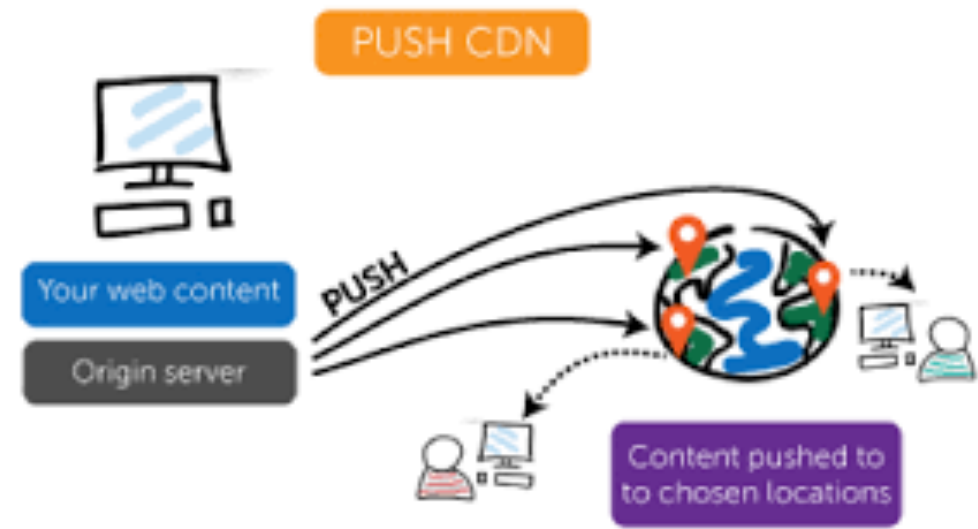 PUSH CDN
Your web content
Origin server
PUSH
Content pushed to
to chosen locations